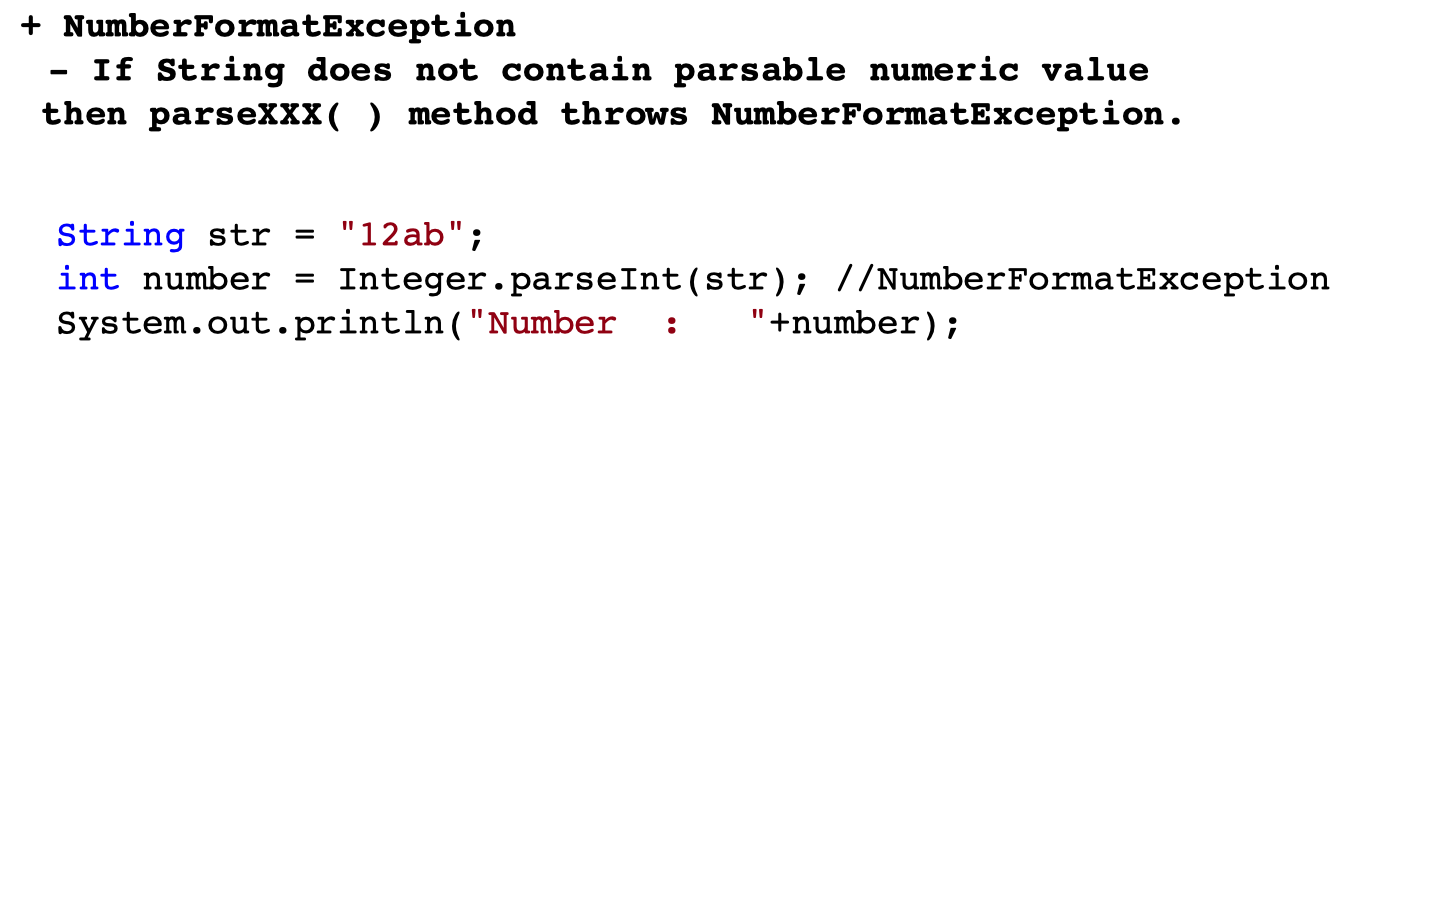 + NumberFormatException
- If String does not contain parsable numeric value
then parseXXX( ) method throws NumberFormatException.
String str = "12ab";
int number = Integer.parseInt(str); //NumberFormatException
System.out.println("Number  :   "+number);